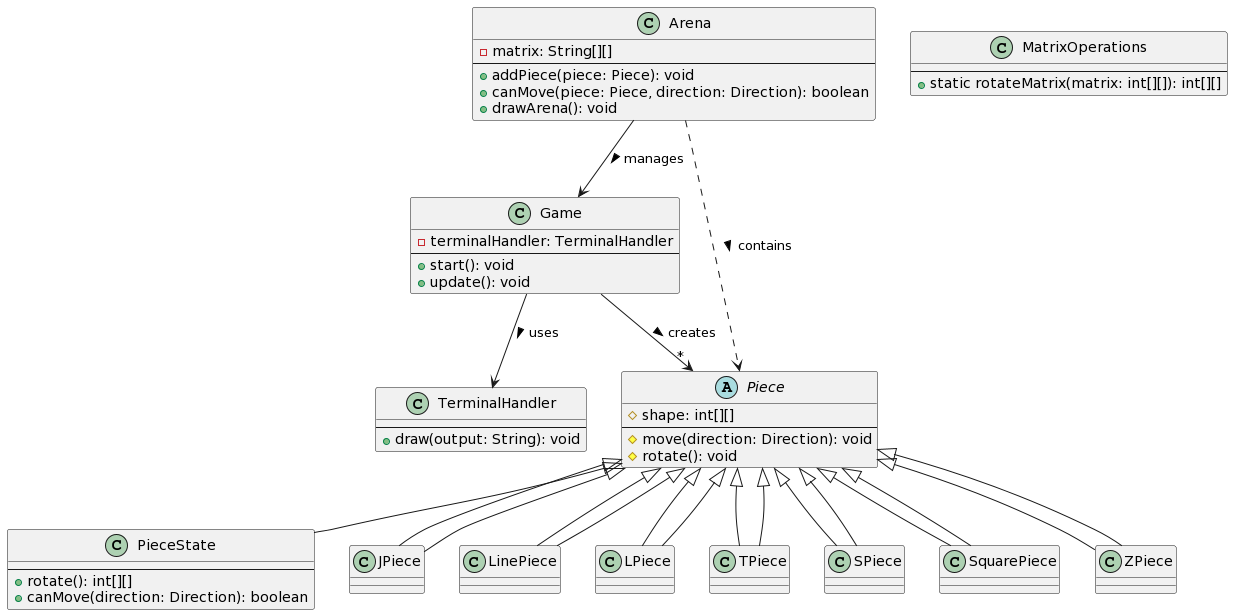 C Arena
matrix: String[][]
addPiece(piece: Piece): void
canMove(piece: Piece, direction: Direction): boolean
drawArena(): void
C MatrixOperations
static rotateMatrix(matrix: int[][]): int[][]
manages
C Game
terminalHandler: TerminalHandler
start(): void
update(): void
contains
uses
creates
*
C TerminalHandler
draw(output: String): void
A Piece
shape: int[][]
move(direction: Direction): void
rotate(): void
C PieceState
rotate(): int[][]
canMove(direction: Direction): boolean
C JPiece
C LinePiece
C LPiece
C TPiece
C SPiece
C SquarePiece
C ZPiece